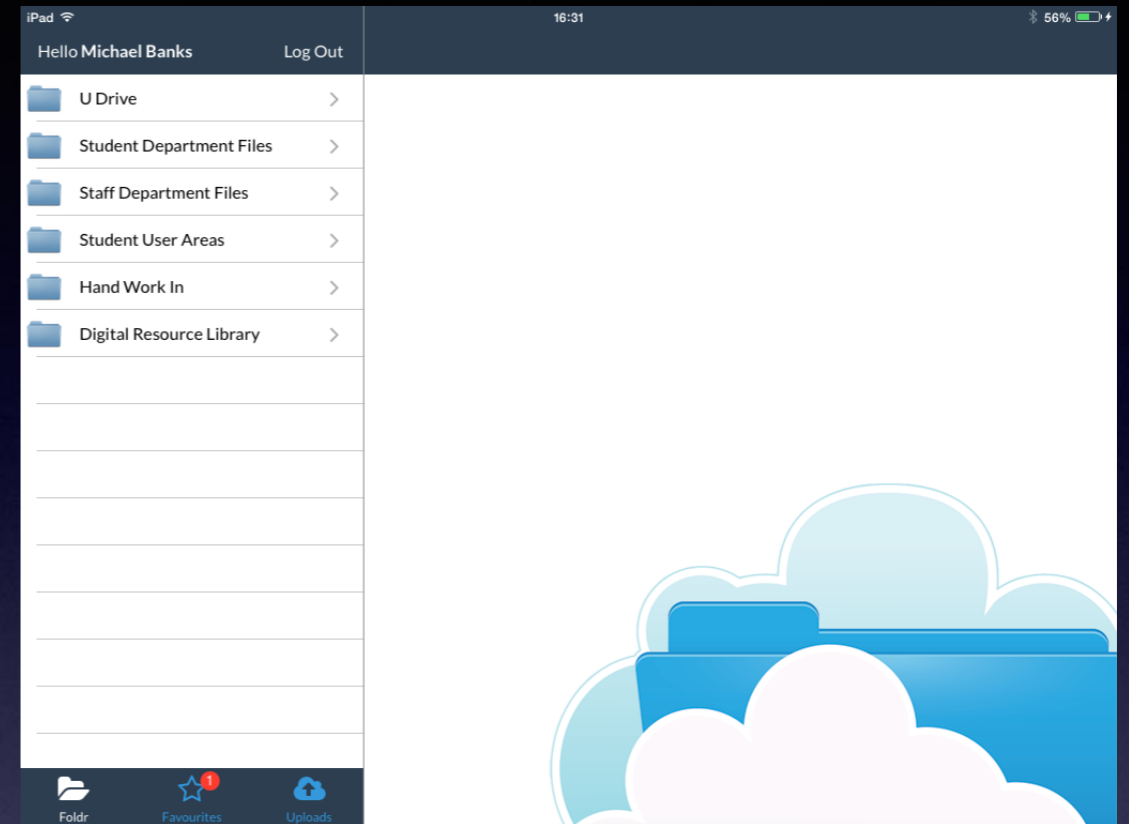 iPad 16:31 56%
Hello Michael Banks Log Out
U Drive
Student Department Files
Staff Department Files
Student User Areas
Hand Work In
Digital Resource Library
1
Foldr Favourites Uploads